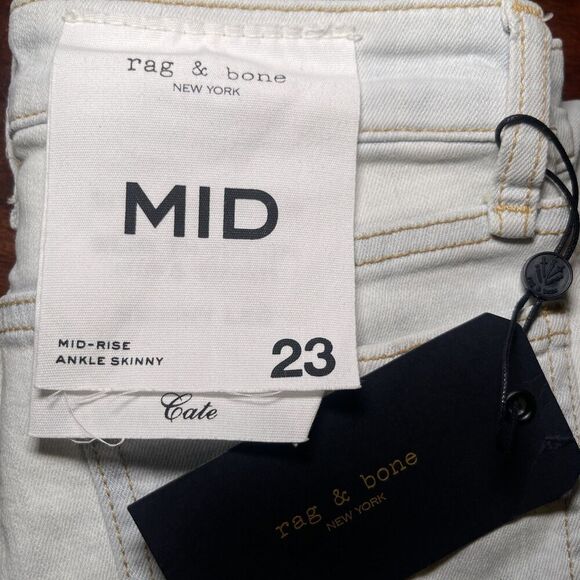 rag & bone
NEW YORK
MID
MID-RISE
ANKLE SKINNY
23
Cate
rag & bone
NEW YORK